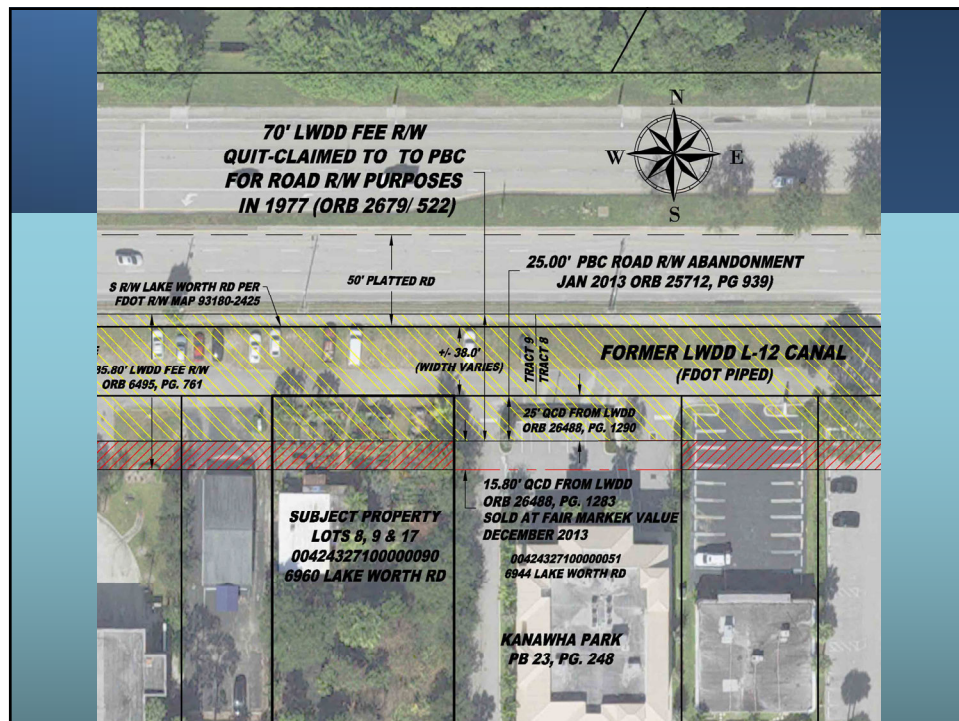 70' LWDD FEE R/W
QUIT-CLAIMED TO TO PBC
FOR ROAD R/W PURPOSES
IN 1977 (ORB 2679/ 522)
N
W
E
S
25.00' PBC ROAD R/W ABANDONMENT
JAN 2013 ORB 25712, PG 939)
50' PLATTED RD
S R/W LAKE WORTH RD PER
FDOT R/W MAP 93180-2425
+/- 38.0'
(WIDTH VARIES)
TRACT 9
TRACT 8
FORMER LWDD L-12 CANAL
(FDOT PIPED)
85.80' LWDD FEE R/W
ORB 6495, PG. 761
25' QCD FROM LWDD
ORB 26488, PG. 1290
15.80' QCD FROM LWDD
ORB 26488, PG. 1283
SOLD AT FAIR MARKEK VALUE
DECEMBER 2013
SUBJECT PROPERTY
LOTS 8, 9 & 17
00424327100000090
6960 LAKE WORTH RD
00424327100000051
6944 LAKE WORTH RD
KANAWHA PARK
PB 23, PG. 248